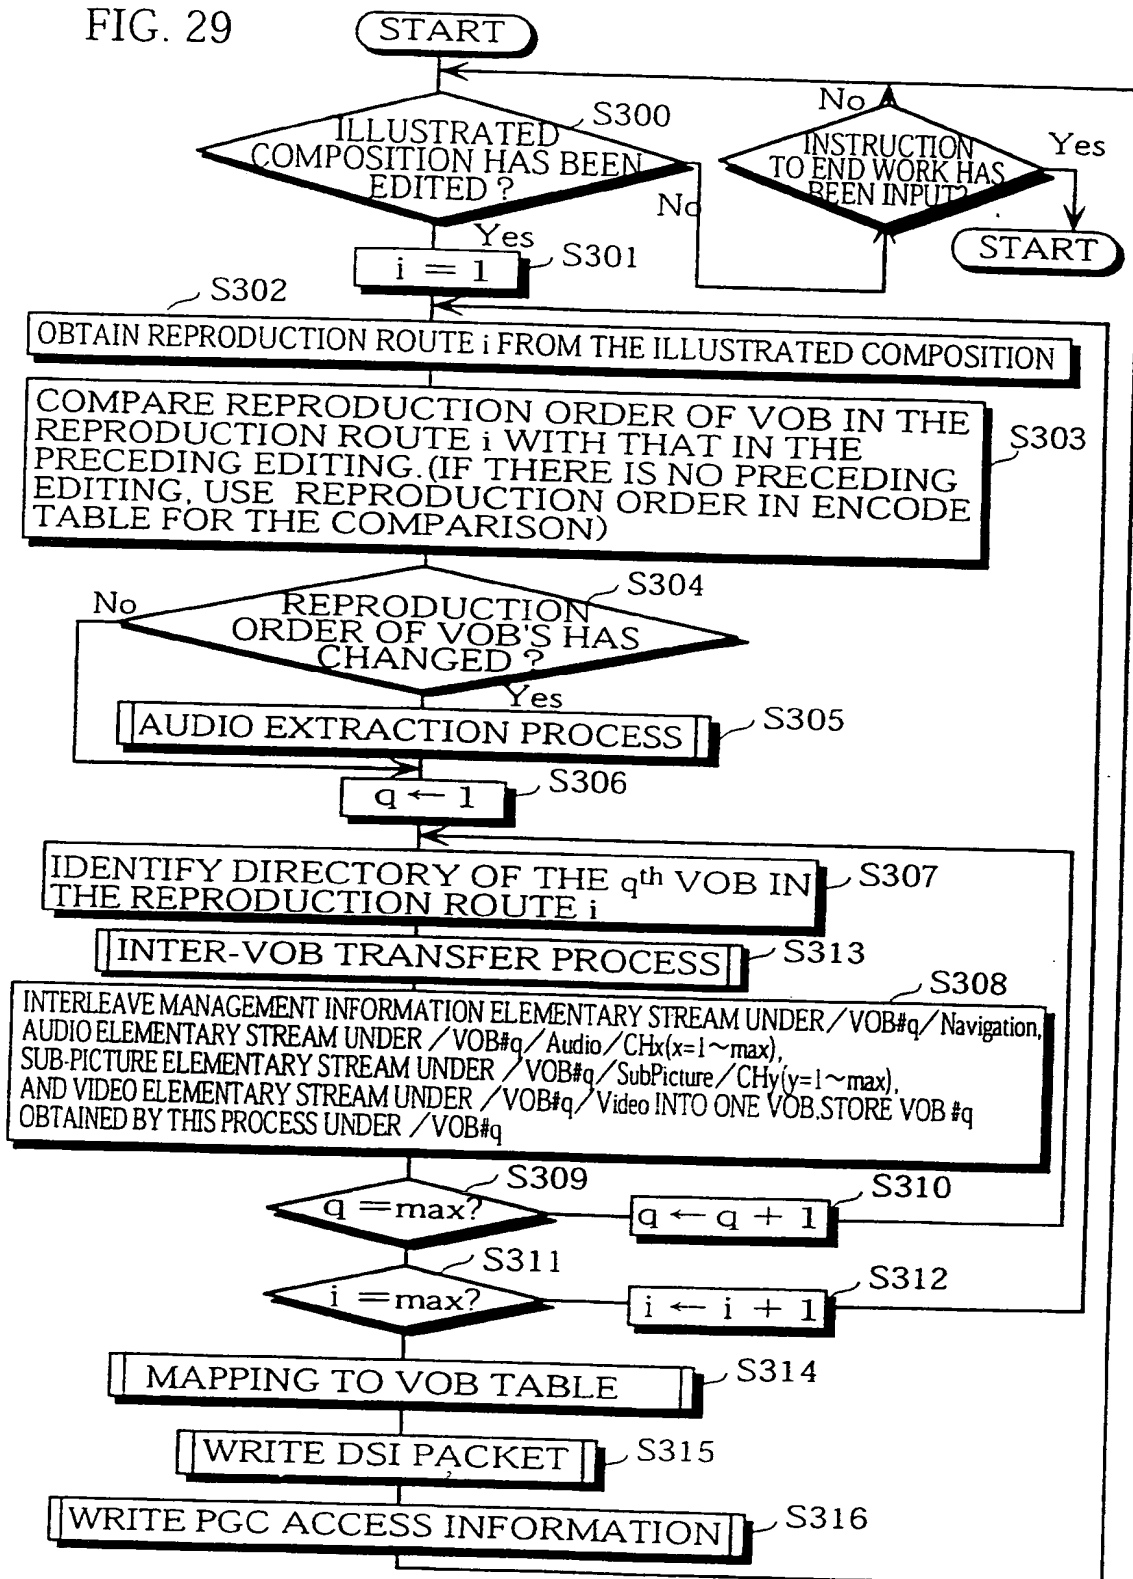 FIG. 29
START
S300
ILLUSTRATED
COMPOSITION HAS BEEN
EDITED ?
No
Yes
No
INSTRUCTION
TO END WORK HAS
BEEN INPUT?
Yes
START
i = 1
S301
S302
OBTAIN REPRODUCTION ROUTE i FROM THE ILLUSTRATED COMPOSITION
COMPARE REPRODUCTION ORDER OF VOB IN THE
REPRODUCTION ROUTE i WITH THAT IN THE
PRECEDING EDITING.(IF THERE IS NO PRECEDING
EDITING, USE REPRODUCTION ORDER IN ENCODE
TABLE FOR THE COMPARISON)
S303
S304
No
REPRODUCTION
ORDER OF VOB'S HAS
CHANGED ?
Yes
AUDIO EXTRACTION PROCESS
S305
q ← 1
S306
IDENTIFY DIRECTORY OF THE qth VOB IN
THE REPRODUCTION ROUTE i
S307
INTER-VOB TRANSFER PROCESS
S313
S308
INTERLEAVE MANAGEMENT INFORMATION ELEMENTARY STREAM UNDER/VOB#q/Navigation,
AUDIO ELEMENTARY STREAM UNDER /VOB#q/Audio/CHx(x=1~max),
SUB-PICTURE ELEMENTARY STREAM UNDER /VOB#q/SubPicture/CHy(y=1~max),
AND VIDEO ELEMENTARY STREAM UNDER /VOB#q/Video INTO ONE VOB.STORE VOB #q
OBTAINED BY THIS PROCESS UNDER /VOB#q
S309
q =max?
q ← q + 1
S310
S311
i =max?
i ← i + 1
S312
MAPPING TO VOB TABLE
S314
WRITE DSI PACKET
S315
WRITE PGC ACCESS INFORMATION
S316